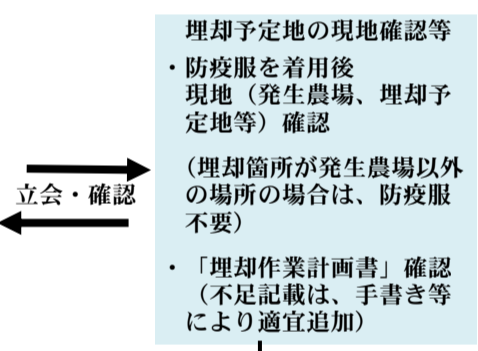 埋却予定地の現地確認等
・防疫服を着用後
現地（発生農場、埋却予
定地等）確認
（埋却箇所が発生農場以外
の場所の場合は、防疫服
不要）
立会・確認
・「埋却作業計画書」確認
（不足記載は、手書き等
により適宜追加）